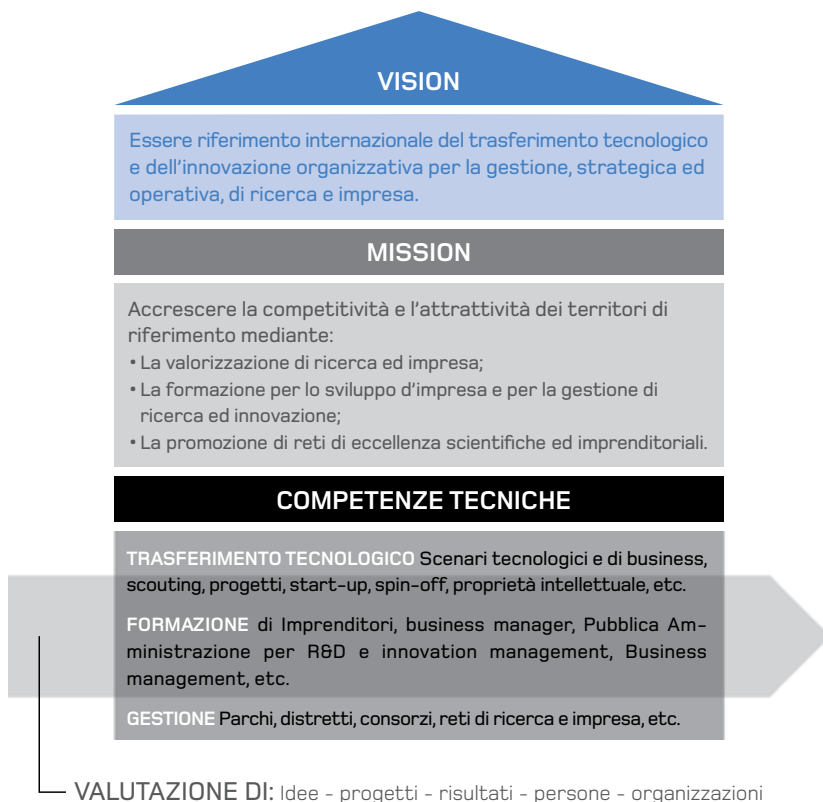 VISION
Essere riferimento internazionale del trasferimento tecnologico
e dell'innovazione organizzativa per la gestione, strategica ed
operativa, di ricerca e impresa.
MISSION
Accrescere la competitività e l'attrattività dei territori di
riferimento mediante:
• La valorizzazione di ricerca ed impresa;
• La formazione per lo sviluppo d'impresa e per la gestione di
ricerca ed innovazione;
• La promozione di reti di eccellenza scientifiche ed imprenditoriali.
COMPETENZE TECNICHE
TRASFERIMENTO TECNOLOGICO Scenari tecnologici e di business,
scouting, progetti, start-up, spin-off, proprietà intellettuale, etc.
FORMAZIONE di Imprenditori, business manager, Pubblica Am-
ministrazione per R&D e innovation management, Business
management, etc.
GESTIONE Parchi, distretti, consorzi, reti di ricerca e impresa, etc.
VALUTAZIONE DI: Idee - progetti - risultati - persone - organizzazioni